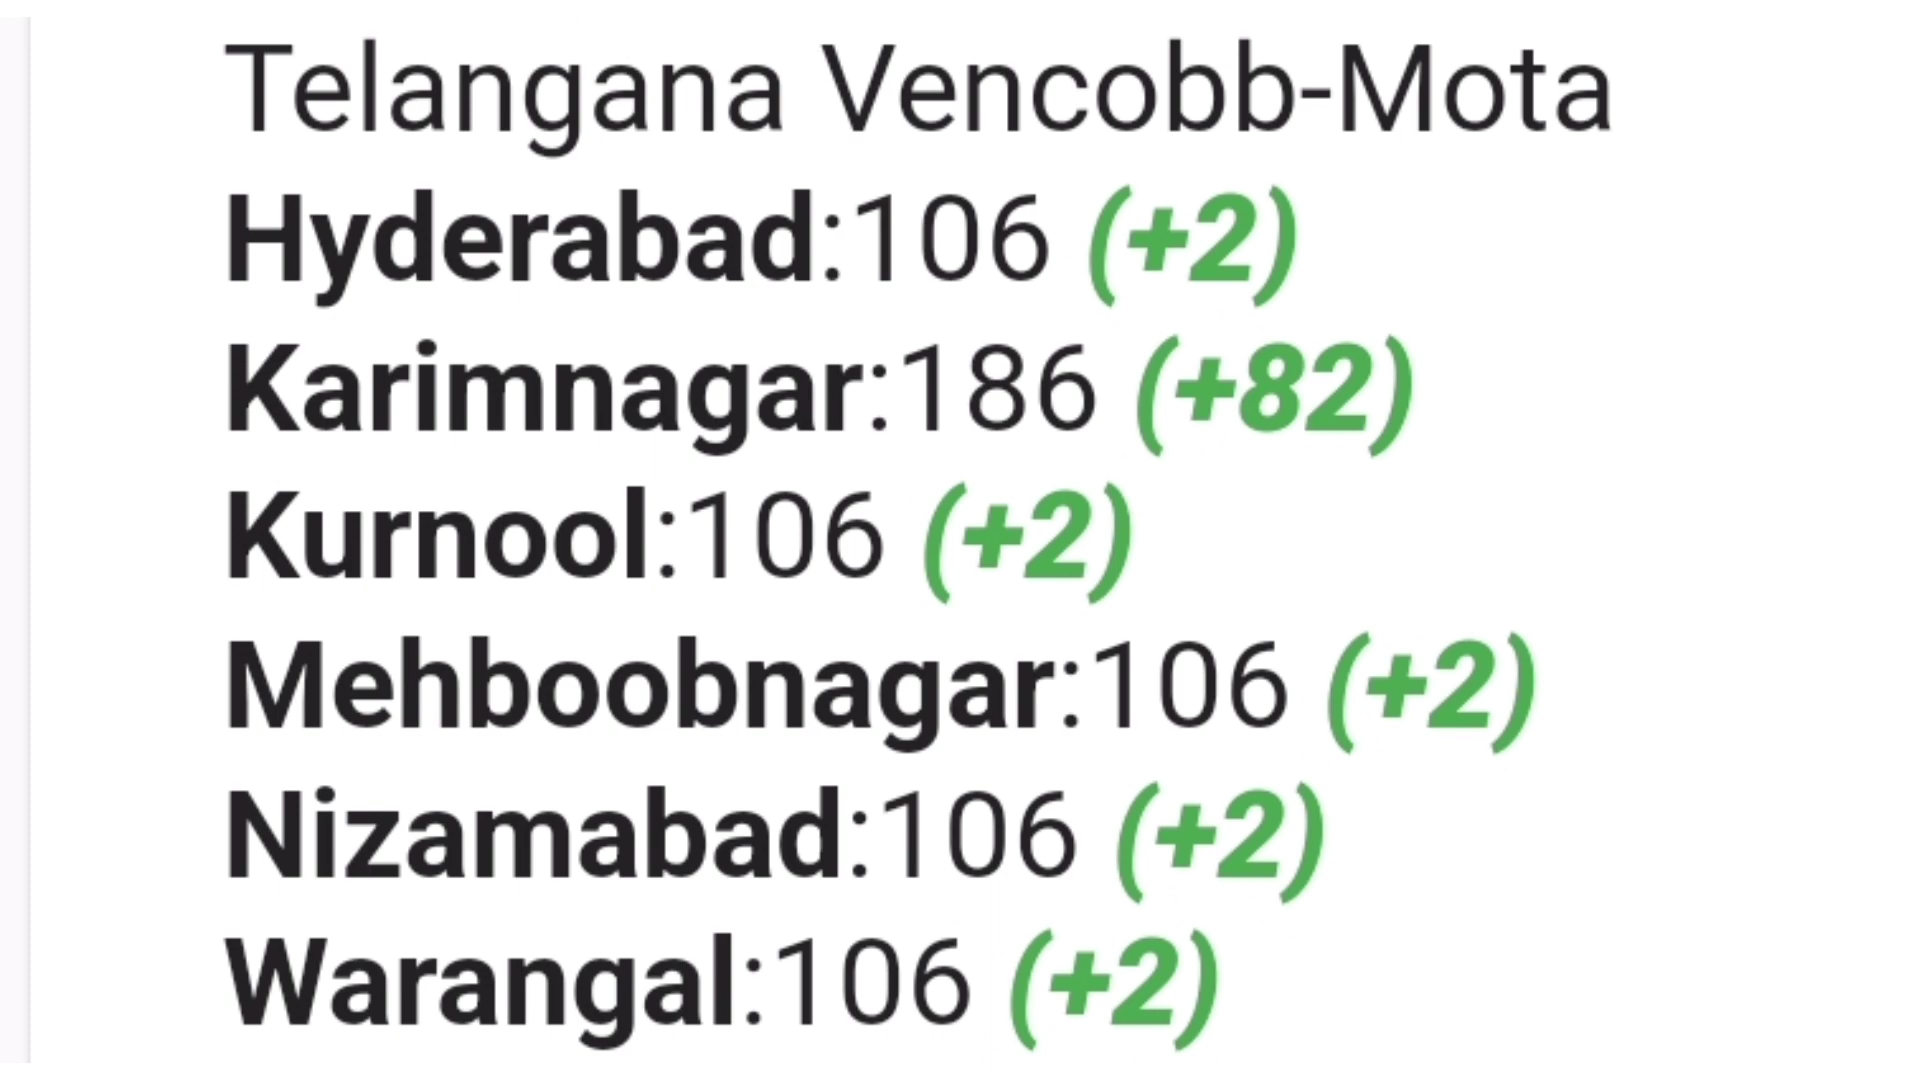 Telangana Vencobb-Mota
Hyderabad:106 (+2)
Karimnagar:186 (+82)
Kurnool:106 (+2)
Mehboobnagar:106 (+2)
Nizamabad:106 (+2)
Warangal:106 (+2)